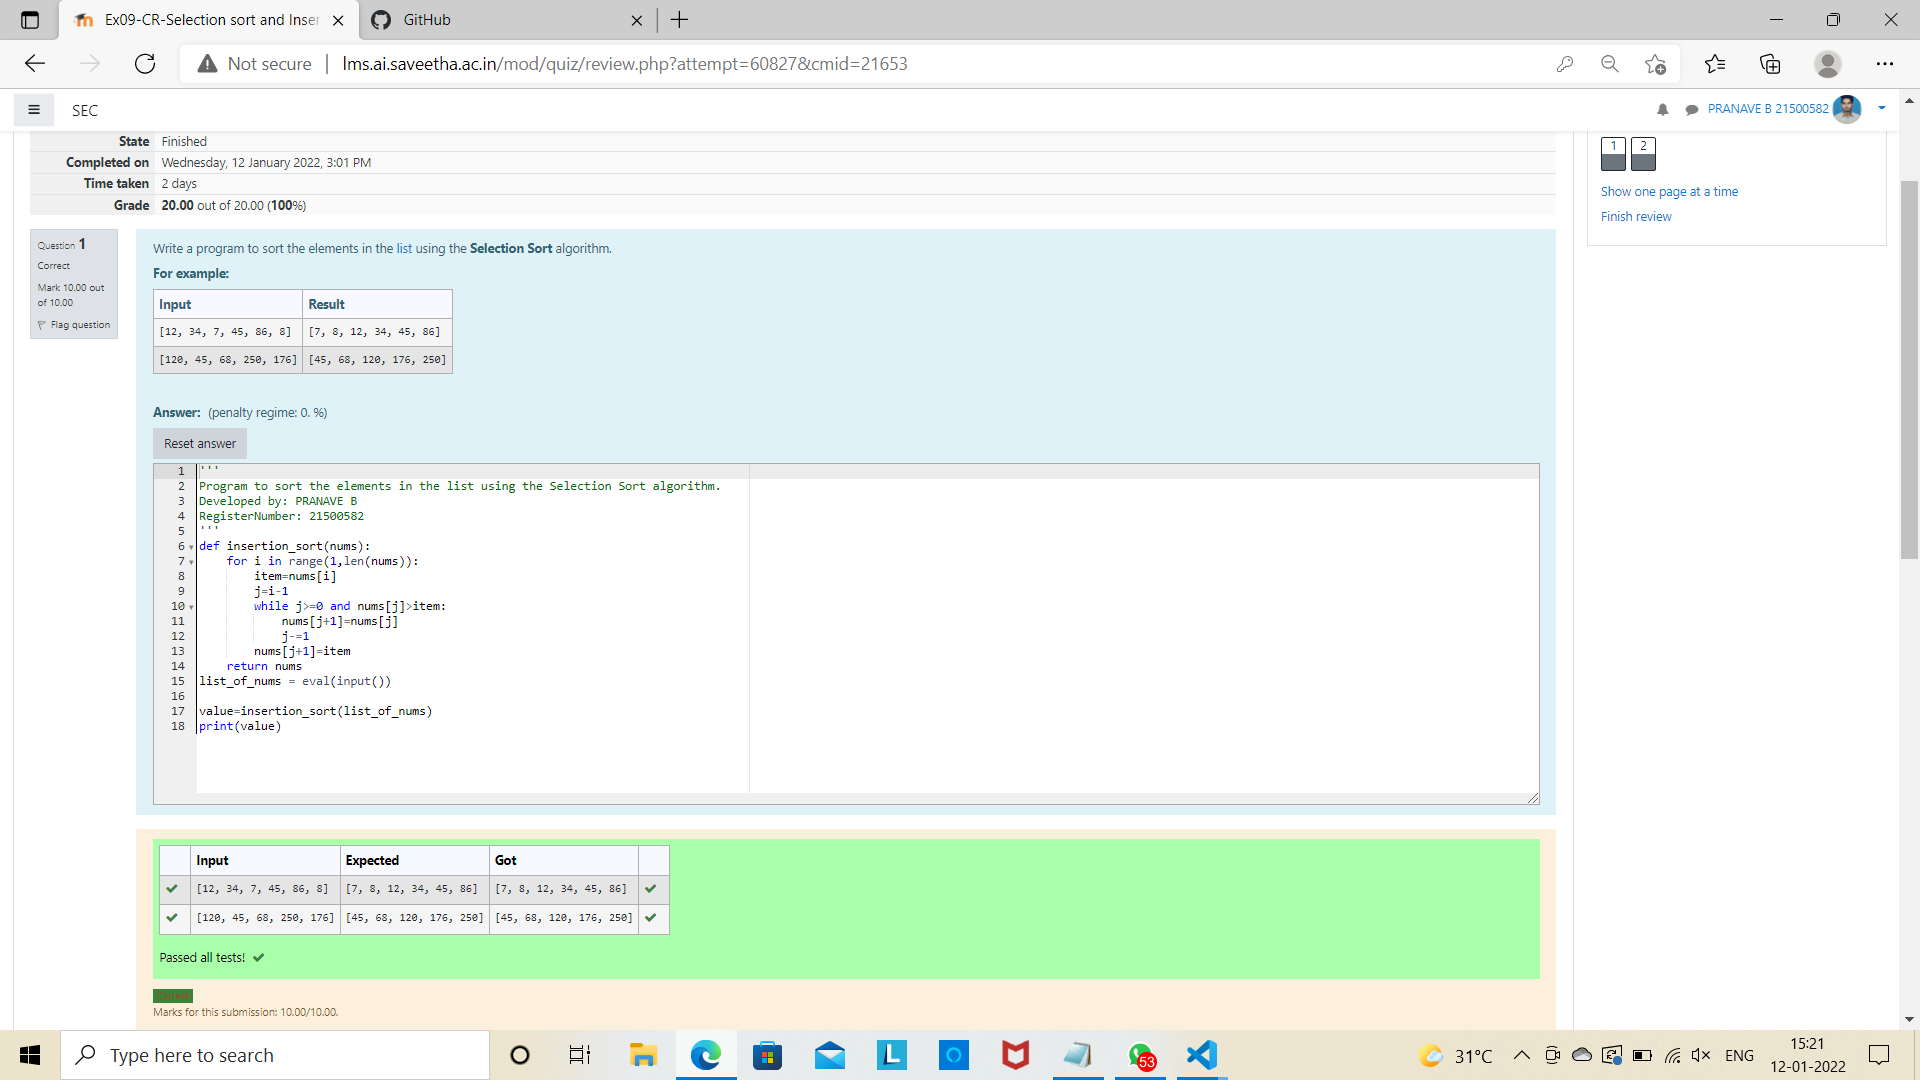 Ex09-CR-Selection sort and Inser
GitHub
Not secure
lms.ai.saveetha.ac.in/mod/quiz/review.php?attempt=60827&cmid=21653
SEC
PRANAVE B 21500582
State Finished
Completed on Wednesday, 12 January 2022, 3:01 PM
Time taken 2 days
Grade 20.00 out of 20.00 (100%)
1 2
Show one page at a time
Finish review
Question 1
Correct
Mark 10.00 out
of 10.00
Flag question
Write a program to sort the elements in the list using the Selection Sort algorithm.
For example:
Input Result
[12, 34, 7, 45, 86, 8] [7, 8, 12, 34, 45, 86]
[120, 45, 68, 250, 176] [45, 68, 120, 176, 250]
Answer: (penalty regime: 0. %)
Reset answer
1 '''
2 Program to sort the elements in the list using the Selection Sort algorithm.
3 Developed by: PRANAVE B
4 RegisterNumber: 21500582
5 '''
6 def insertion_sort(nums):
7 for i in range(1,len(nums)):
8 item=nums[i]
9 j=i-1
10 while j>=0 and nums[j]>item:
11 nums[j+1]=nums[j]
12 j-=1
13 nums[j+1]=item
14 return nums
15 list_of_nums = eval(input())
16
17 value=insertion_sort(list_of_nums)
18 print(value)
Input Expected Got
[12, 34, 7, 45, 86, 8] [7, 8, 12, 34, 45, 86] [7, 8, 12, 34, 45, 86]
[120, 45, 68, 250, 176] [45, 68, 120, 176, 250] [45, 68, 120, 176, 250]
Passed all tests!
Marks for this submission: 10.00/10.00.
Type here to search
L
53
31°C
ENG
15:21
12-01-2022